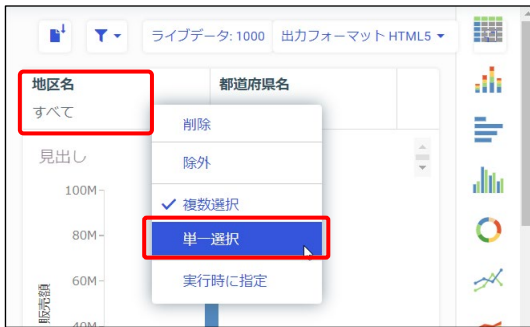 ライブデータ: 1000 出力フォーマット HTML5
地区名 都道府県名
すべて
削除
見出し
除外
100M
複数選択
80M
単一選択
60M
実行時に指定
販売額
40M